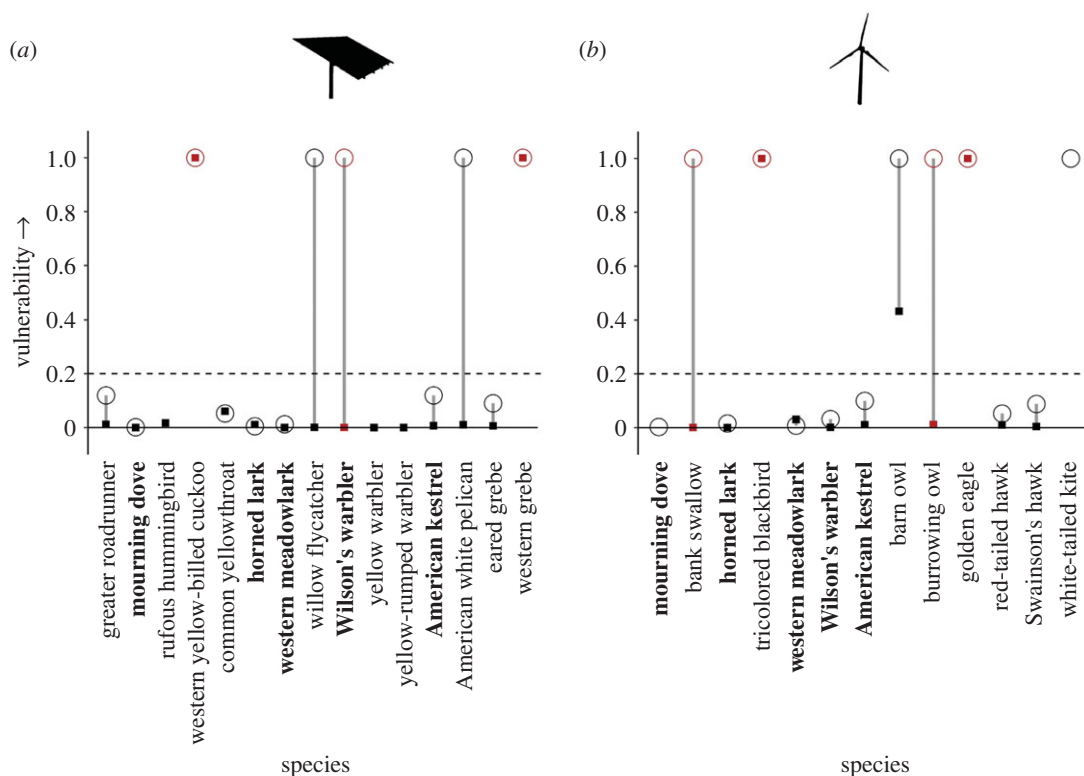 (a)
(b)
vulnerability →
1.0
0.8
0.6
0.4
0.2
0
greater roadrunner
mourning dove
rufous hummingbird
western yellow-billed cuckoo
common yellowthroat
horned lark
western meadowlark
willow flycatcher
Wilson's warbler
yellow warbler
yellow-rumped warbler
American kestrel
American white pelican
eared grebe
western grebe
species
1.0
0.8
0.6
0.4
0.2
0
mourning dove
bank swallow
horned lark
tricolored blackbird
western meadowlark
Wilson's warbler
American kestrel
barn owl
burrowing owl
golden eagle
red-tailed hawk
Swainson's hawk
white-tailed kite
species